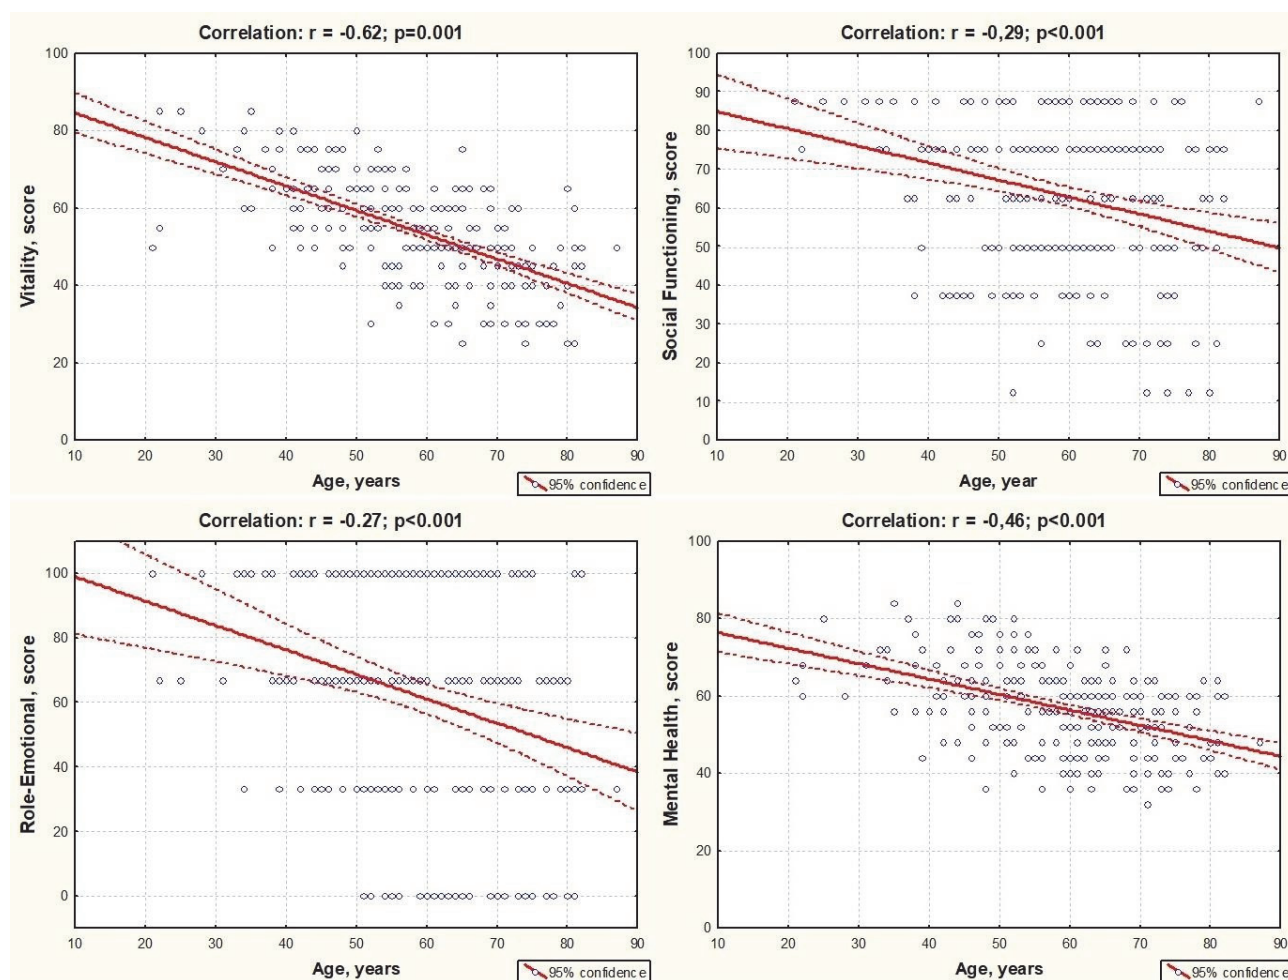 Correlation: r = -0.62; p=0.001
Vitality, score
100
80
60
40
20
0
10 20 30 40 50 60 70 80 90
Age, years
95% confidence
Correlation: r = -0,29; p<0.001
Social Functioning, score
100
90
80
70
60
50
40
30
20
10
0
10 20 30 40 50 60 70 80 90
Age, year
95% confidence
Correlation: r = -0.27; p<0.001
Role-Emotional, score
100
80
60
40
20
0
10 20 30 40 50 60 70 80 90
Age, years
95% confidence
Correlation: r = -0,46; p<0.001
Mental Health, score
100
80
60
40
20
0
10 20 30 40 50 60 70 80 90
Age, years
95% confidence